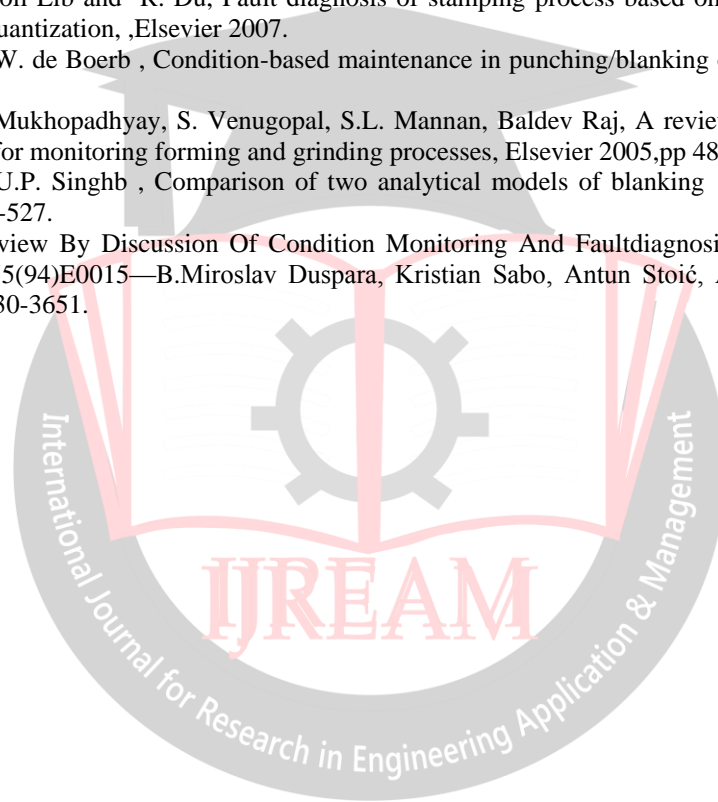 Erb and K. Du, Fault diagnosis of stamping process based on
uantization, ,Elsevier 2007.
W. de Boerb , Condition-based maintenance in punching/blanking
Mukhopadhyay, S. Venugopal, S.L. Mannan, Baldev Raj, A review
for monitoring forming and grinding processes, Elsevier 2005,pp 48
U.P. Singhb , Comparison of two analytical models of blanking
-527.
view By Discussion Of Condition Monitoring And Faultdiagnosi
5(94)E0015—B.Miroslav Duspara, Kristian Sabo, Antun Stoić, A
30-3651.
International Journal for Research in Engineering Application & Management
IJREAM